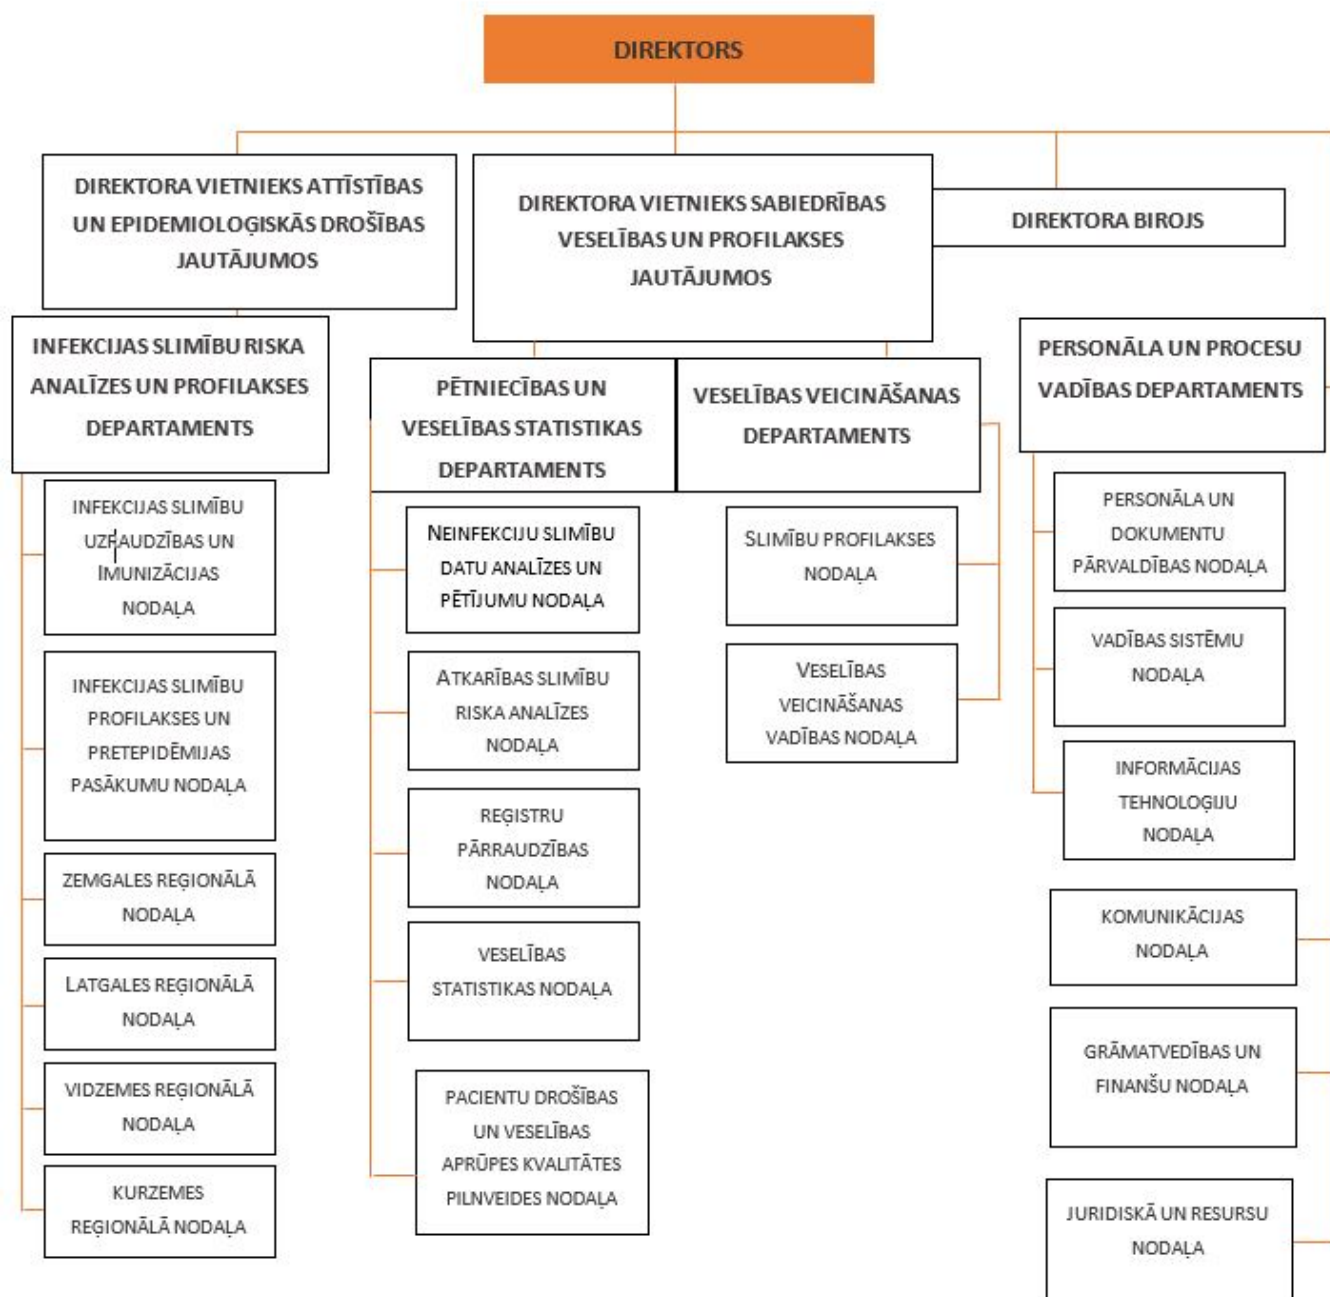 DIREKTORS
DIREKTORA VIETNIEKS ATTĪSTĪBAS
UN EPIDEMIOLOĢISKĀS DROŠĪBAS
JAUTĀJUMOS
DIREKTORA VIETNIEKS SABIEDRĪBAS
VESELĪBAS UN PROFILAKSES
JAUTĀJUMOS
DIREKTORA BIROJS
INFEKCIJAS SLIMĪBU RISKA
ANALĪZES UN PROFILAKSES
DEPARTAMENTS
PĒTNIECĪBAS UN
VESELĪBAS STATISTIKAS
DEPARTAMENTS
VESELĪBAS VEICINĀŠANAS
DEPARTAMENTS
PERSONĀLA UN PROCESU
VADĪBAS DEPARTAMENTS
INFEKCIJAS SLIMĪBU
UZRAUDZĪBAS UN
IMUNIZĀCIJAS
NODAĻA
INFEKCIJAS SLIMĪBU
PROFILAKSES UN
PRETEPIDĒMIJAS
PASĀKUMU NODAĻA
ZEMGALES REĢIONĀLĀ
NODAĻA
LATGALES REĢIONĀLĀ
NODAĻA
VIDZEMES REĢIONĀLĀ
NODAĻA
KURZEMES
REĢIONĀLĀ NODAĻA
NEINFEKCIJU SLIMĪBU
DATU ANALĪZES UN
PĒTĪJUMU NODAĻA
ATKARĪBAS SLIMĪBU
RISKA ANALĪZES
NODAĻA
REĢISTRU
PĀRRAUDZĪBAS
NODAĻA
VESELĪBAS
STATISTIKAS NODAĻA
PACIENTU DROŠĪBAS
UN VESELĪBAS
APRŪPES KVALITĀTES
PILNVEIDES NODAĻA
SLIMĪBU PROFILAKSES
NODAĻA
VESELĪBAS
VEICINĀŠANAS
VADĪBAS NODAĻA
PERSONĀLA UN
DOKUMENTU
PĀRVALDĪBAS NODAĻA
VADĪBAS SISTĒMU
NODAĻA
INFORMĀCIJAS
TEHNOLOĢIJU
NODAĻA
KOMUNIKĀCIJAS
NODAĻA
GRĀMATVEDĪBAS UN
FINANŠU NODAĻA
JURIDISKĀ UN RESURSU
NODAĻA